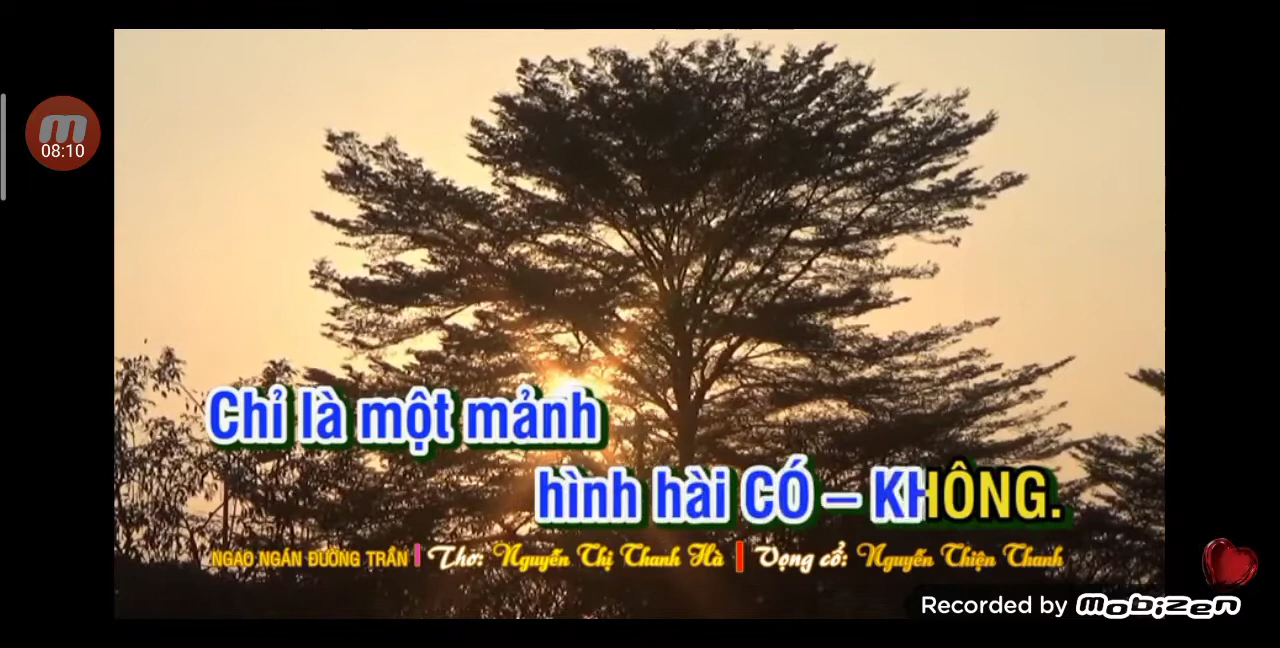 m
08:10
Chỉ là một mảnh
hình hài CÓ – KHÔNG.
NGAO NGÁN ĐƯỜNG TRẦN | Thơ: Nguyễn Thị Thanh Hà | Vọng cổ: Nguyễn Thiện Thanh
Recorded by mobizen